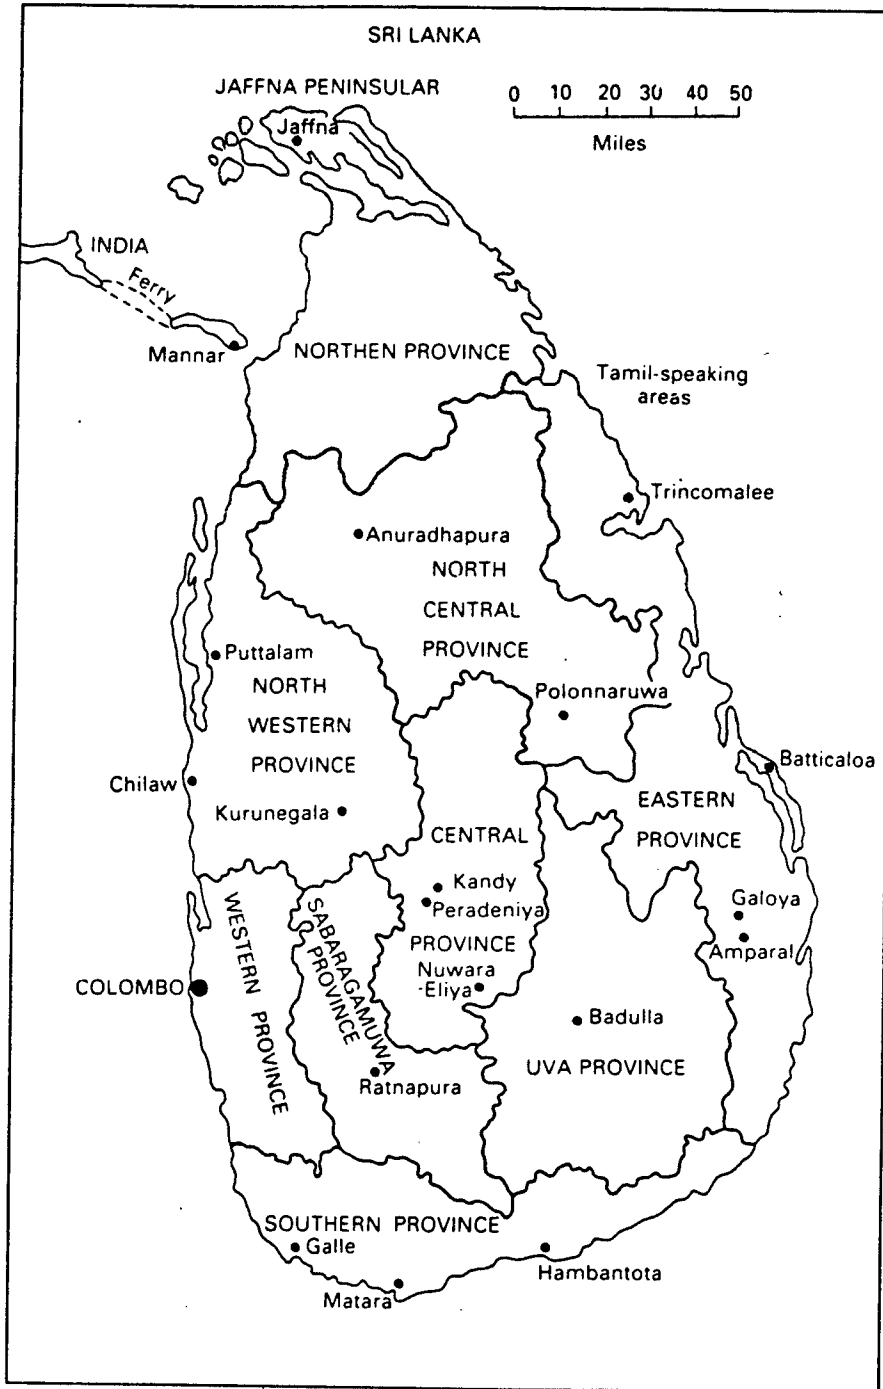 SRI LANKA
JAFFNA PENINSULAR
0 10 20 30 40 50
Miles
Jaffna
INDIA
Ferry
Mannar
NORTHEN PROVINCE
Tamil-speaking
areas
Trincomalee
Anuradhapura
NORTH
CENTRAL
PROVINCE
Puttalam
NORTH
WESTERN
PROVINCE
Polonnaruwa
Chilaw
Kurunegala
Batticaloa
EASTERN
PROVINCE
CENTRAL
PROVINCE
Kandy
Peradeniya
Nuwara
-Eliya
Galoya
Amparal
WESTERN PROVINCE
SABARAGAMUWA
PROVINCE
COLOMBO
Badulla
UVA PROVINCE
Ratnapura
SOUTHERN PROVINCE
Galle
Hambantota
Matara